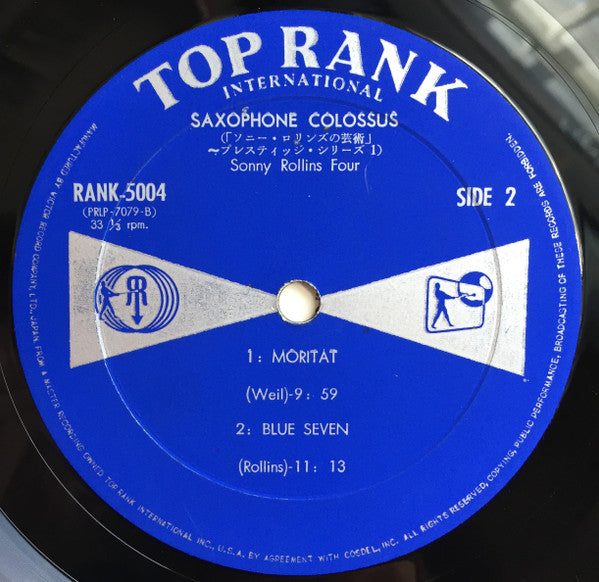 TOP RANK
INTERNATIONAL
SAXOPHONE COLOSSUS
(「ソニー・ロリンズの芸術」
〜プレスティッジ・シリーズ 1)
Sonny Rollins Four
RANK-5004
(PRLP-7079-B)
33 ⅓ rpm.
SIDE 2
1: MORITAT
(Weil)-9: 59
2: BLUE SEVEN
(Rollins)-11: 13
MANUFACTURED BY VICTOR RECORD COMPANY, LTD., JAPAN FROM A MASTER RECORDING OWNED TOP RANK INTERNATIONAL INC., U.S.A. BY AGREEMENT WITH COSDEL, INC. ALL RIGHTS RESERVED, COPYING, PUBLIC PERFORMANCE, BROADCASTING OF THESE RECORDS ARE FORBIDDEN.